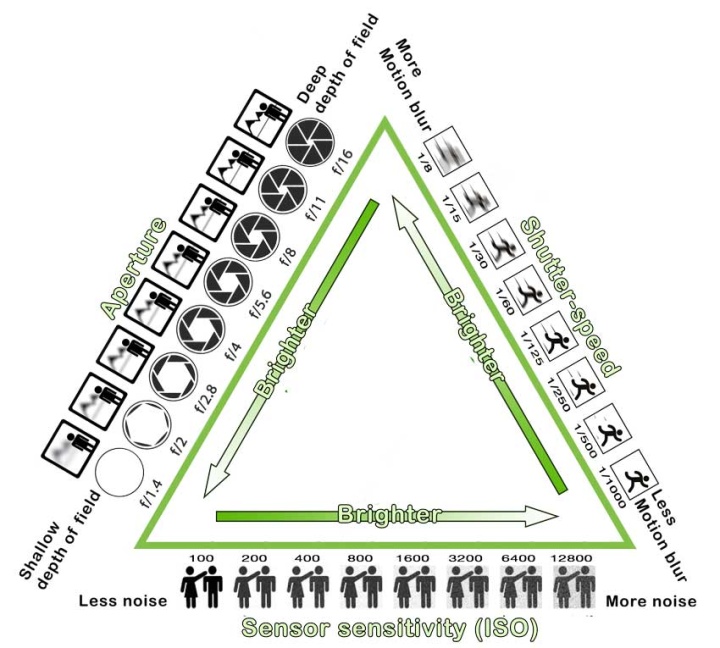 Deep
depth of field
More
Motion blur
Aperture
f/16
f/11
f/8
f/5.6
f/4
f/2.8
f/2
f/1.4
Shallow
depth of field
Shutter-speed
1/8
1/15
1/30
1/60
1/125
1/250
1/500
1/1000
Less
Motion blur
Brighter
Brighter
Brighter
100 200 400 800 1600 3200 6400 12800
Less noise More noise
Sensor sensitivity (ISO)